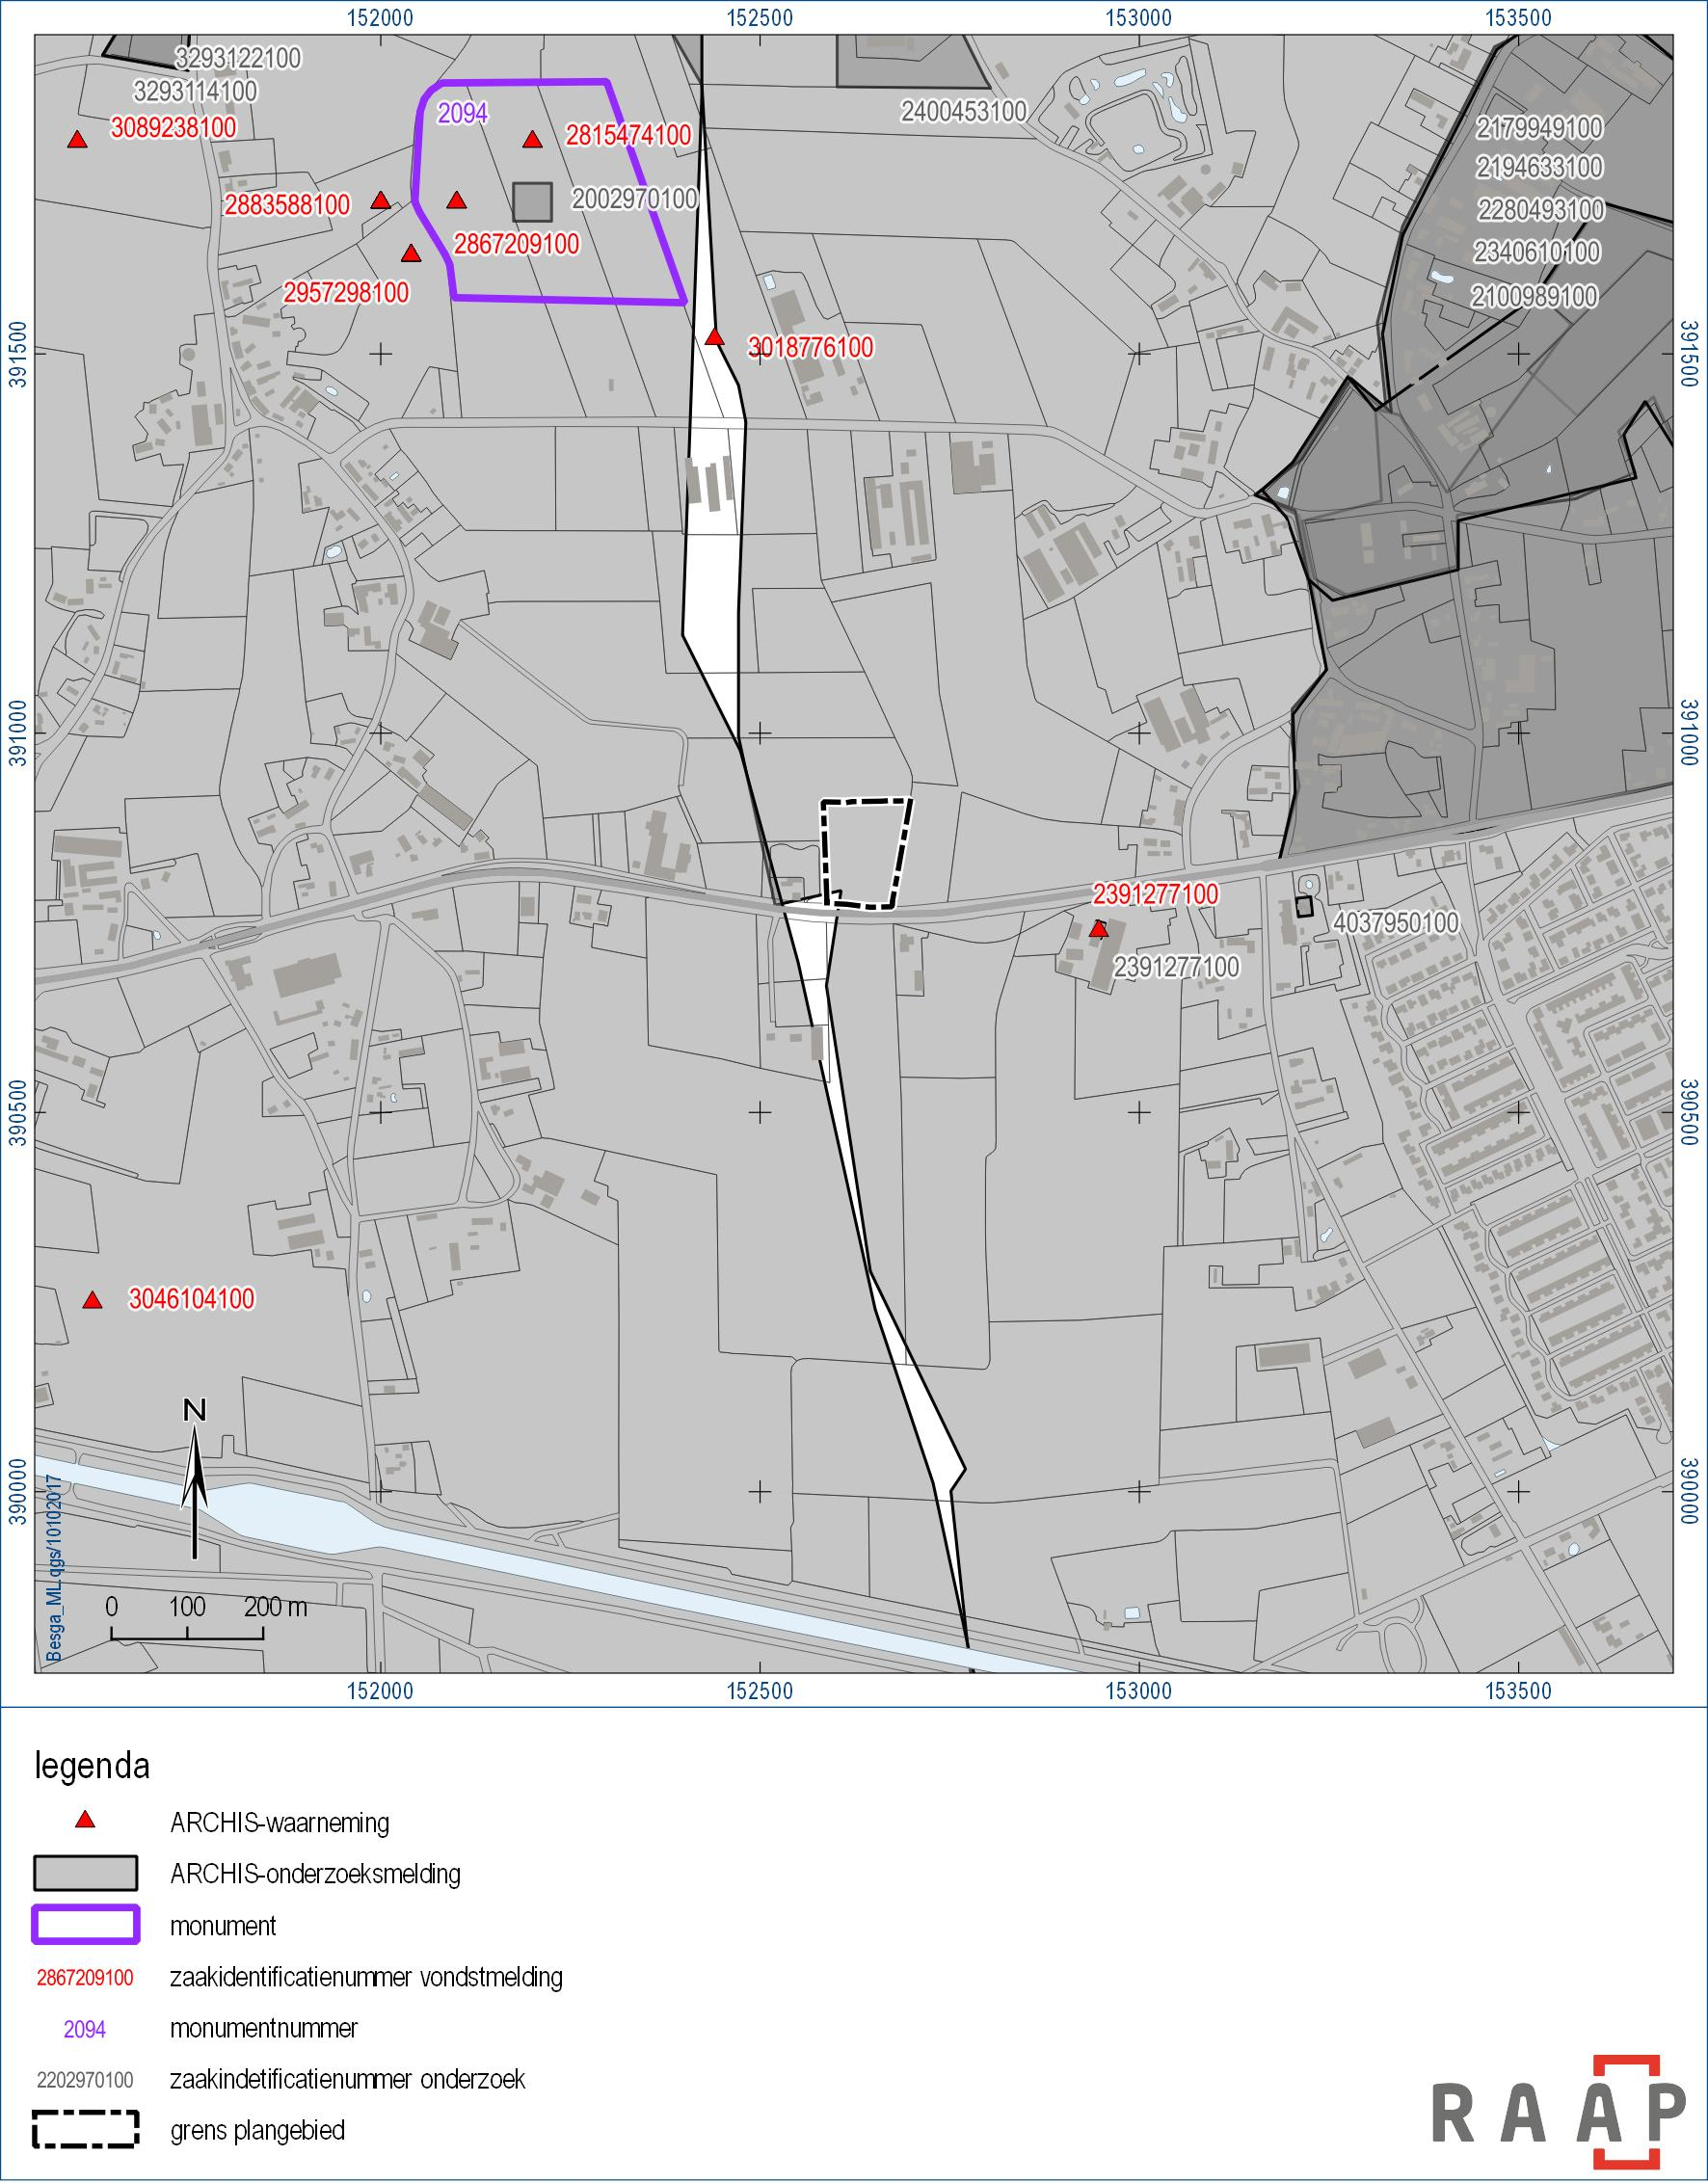 152000 152500 153000 153500
3293122100
3293114100
3089238100
2094
2815474100
2400453100
2179949100
2194633100
2280493100
2340610100
2100989100
2883588100
2002970100
2867209100
2957298100
3018776100
391500
391500
391000
391000
2391277100
4037950100
2391277100
390500
390500
3046104100
N
390000
390000
Besga_ML.qgs/10102017
0 100 200 m
152000 152500 153000 153500
legenda
ARCHIS-waarneming
ARCHIS-onderzoeksmelding
monument
2867209100 zaakidentificatienummer vondstmelding
2094 monumentnummer
2202970100 zaakindetificatienummer onderzoek
grens plangebied
RAAP